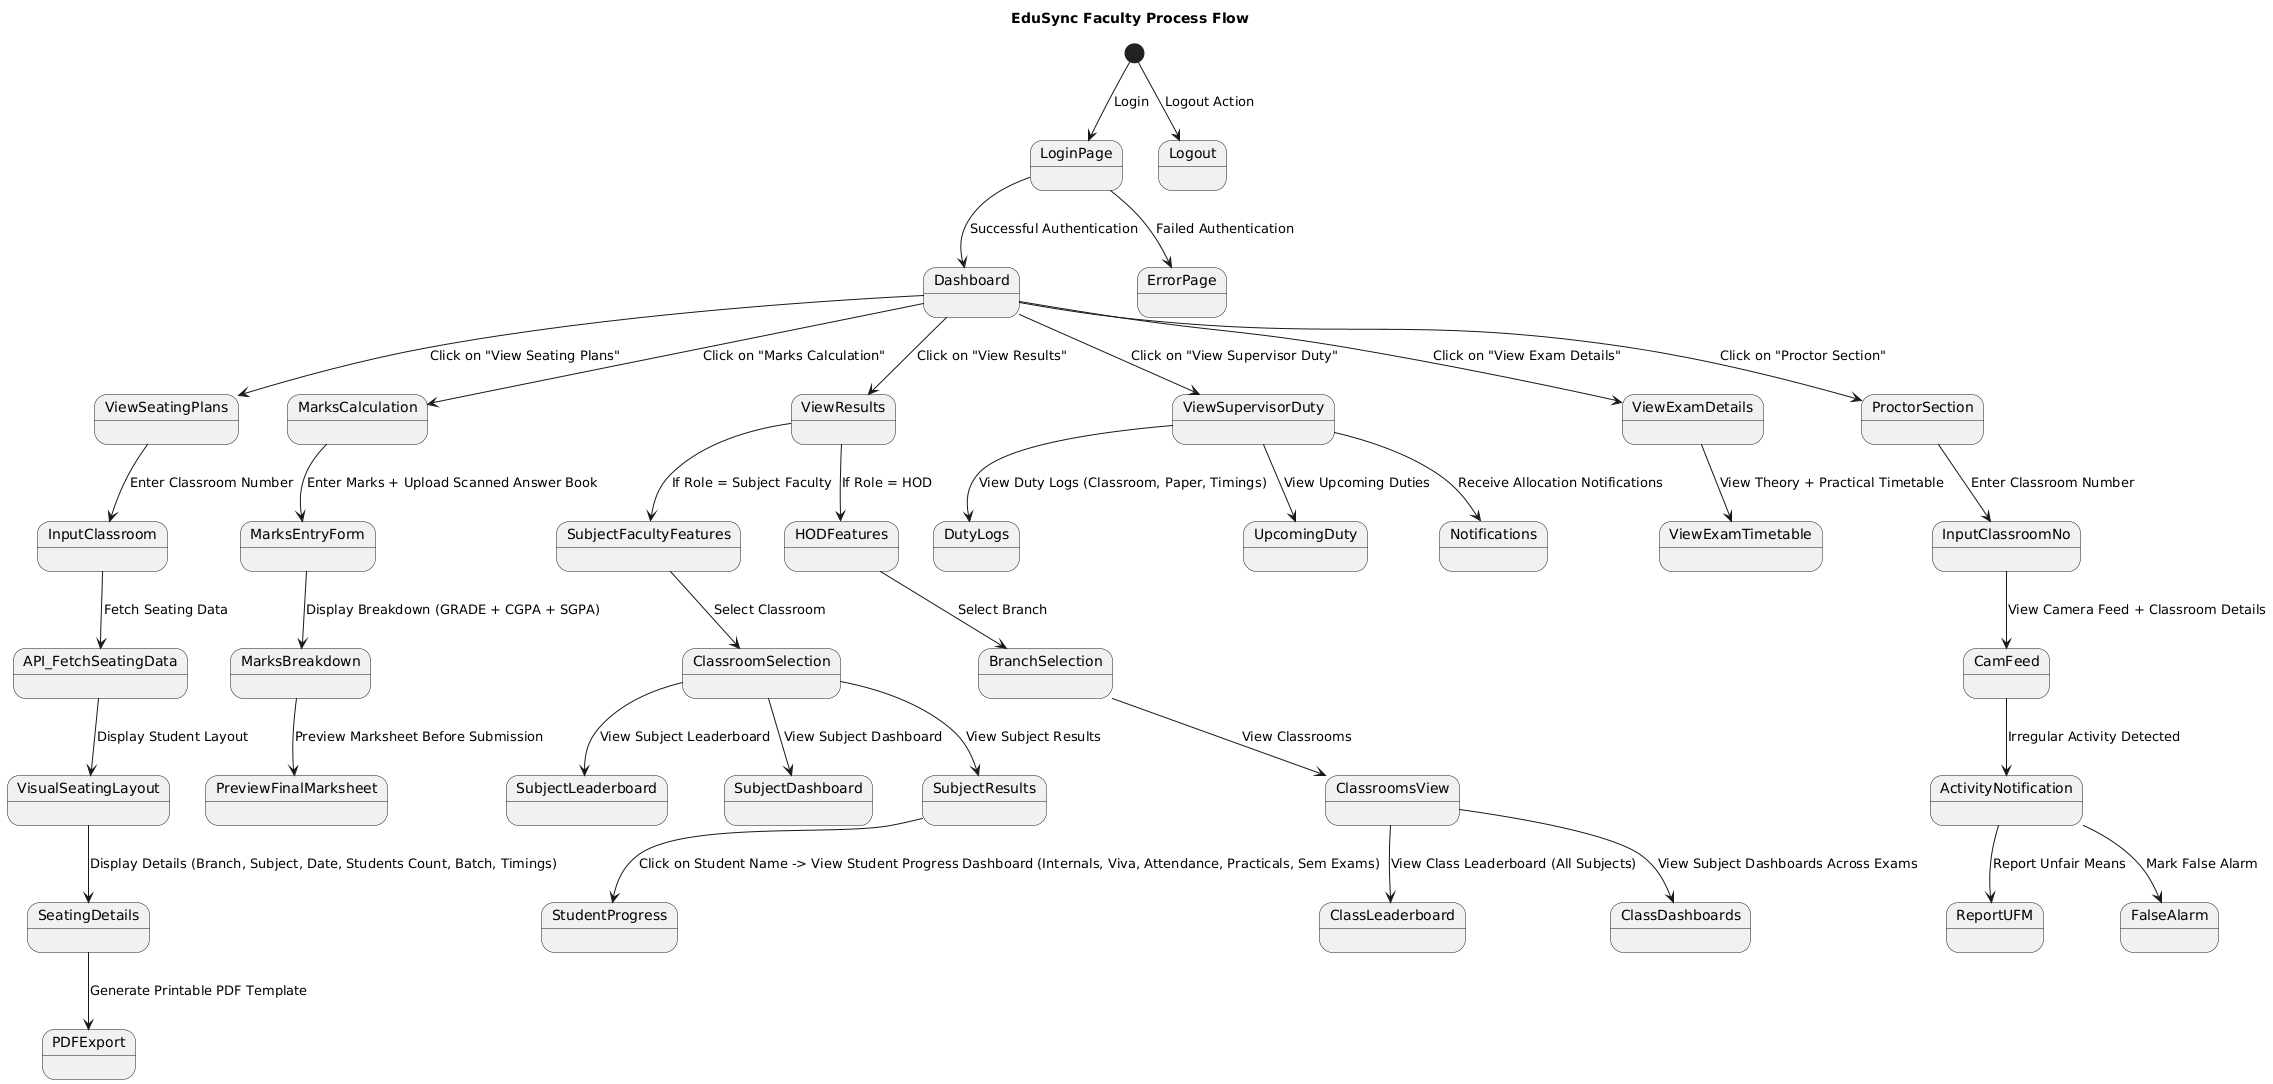 EduSync Faculty Process Flow
Login
Logout Action
LoginPage
Logout
Successful Authentication
Failed Authentication
Dashboard
ErrorPage
Click on "View Seating Plans"
Click on "Marks Calculation"
Click on "View Results"
Click on "View Supervisor Duty"
Click on "View Exam Details"
Click on "Proctor Section"
ViewSeatingPlans
MarksCalculation
ViewResults
ViewSupervisorDuty
ViewExamDetails
ProctorSection
Enter Classroom Number
Enter Marks + Upload Scanned Answer Book
If Role = Subject Faculty
If Role = HOD
View Duty Logs (Classroom, Paper, Timings)
View Upcoming Duties
Receive Allocation Notifications
View Theory + Practical Timetable
Enter Classroom Number
InputClassroom
MarksEntryForm
SubjectFacultyFeatures
HODFeatures
DutyLogs
UpcomingDuty
Notifications
ViewExamTimetable
InputClassroomNo
Fetch Seating Data
Display Breakdown (GRADE + CGPA + SGPA)
Select Classroom
Select Branch
View Camera Feed + Classroom Details
API_FetchSeatingData
MarksBreakdown
ClassroomSelection
BranchSelection
CamFeed
Display Student Layout
Preview Marksheet Before Submission
View Subject Leaderboard
View Subject Dashboard
View Subject Results
View Classrooms
Irregular Activity Detected
VisualSeatingLayout
PreviewFinalMarksheet
SubjectLeaderboard
SubjectDashboard
SubjectResults
ClassroomsView
ActivityNotification
Display Details (Branch, Subject, Date, Students Count, Batch, Timings)
Click on Student Name -> View Student Progress Dashboard (Internals, Viva, Attendance, Practicals, Sem Exams)
View Class Leaderboard (All Subjects)
View Subject Dashboards Across Exams
Report Unfair Means
Mark False Alarm
SeatingDetails
StudentProgress
ClassLeaderboard
ClassDashboards
ReportUFM
FalseAlarm
Generate Printable PDF Template
PDFExport